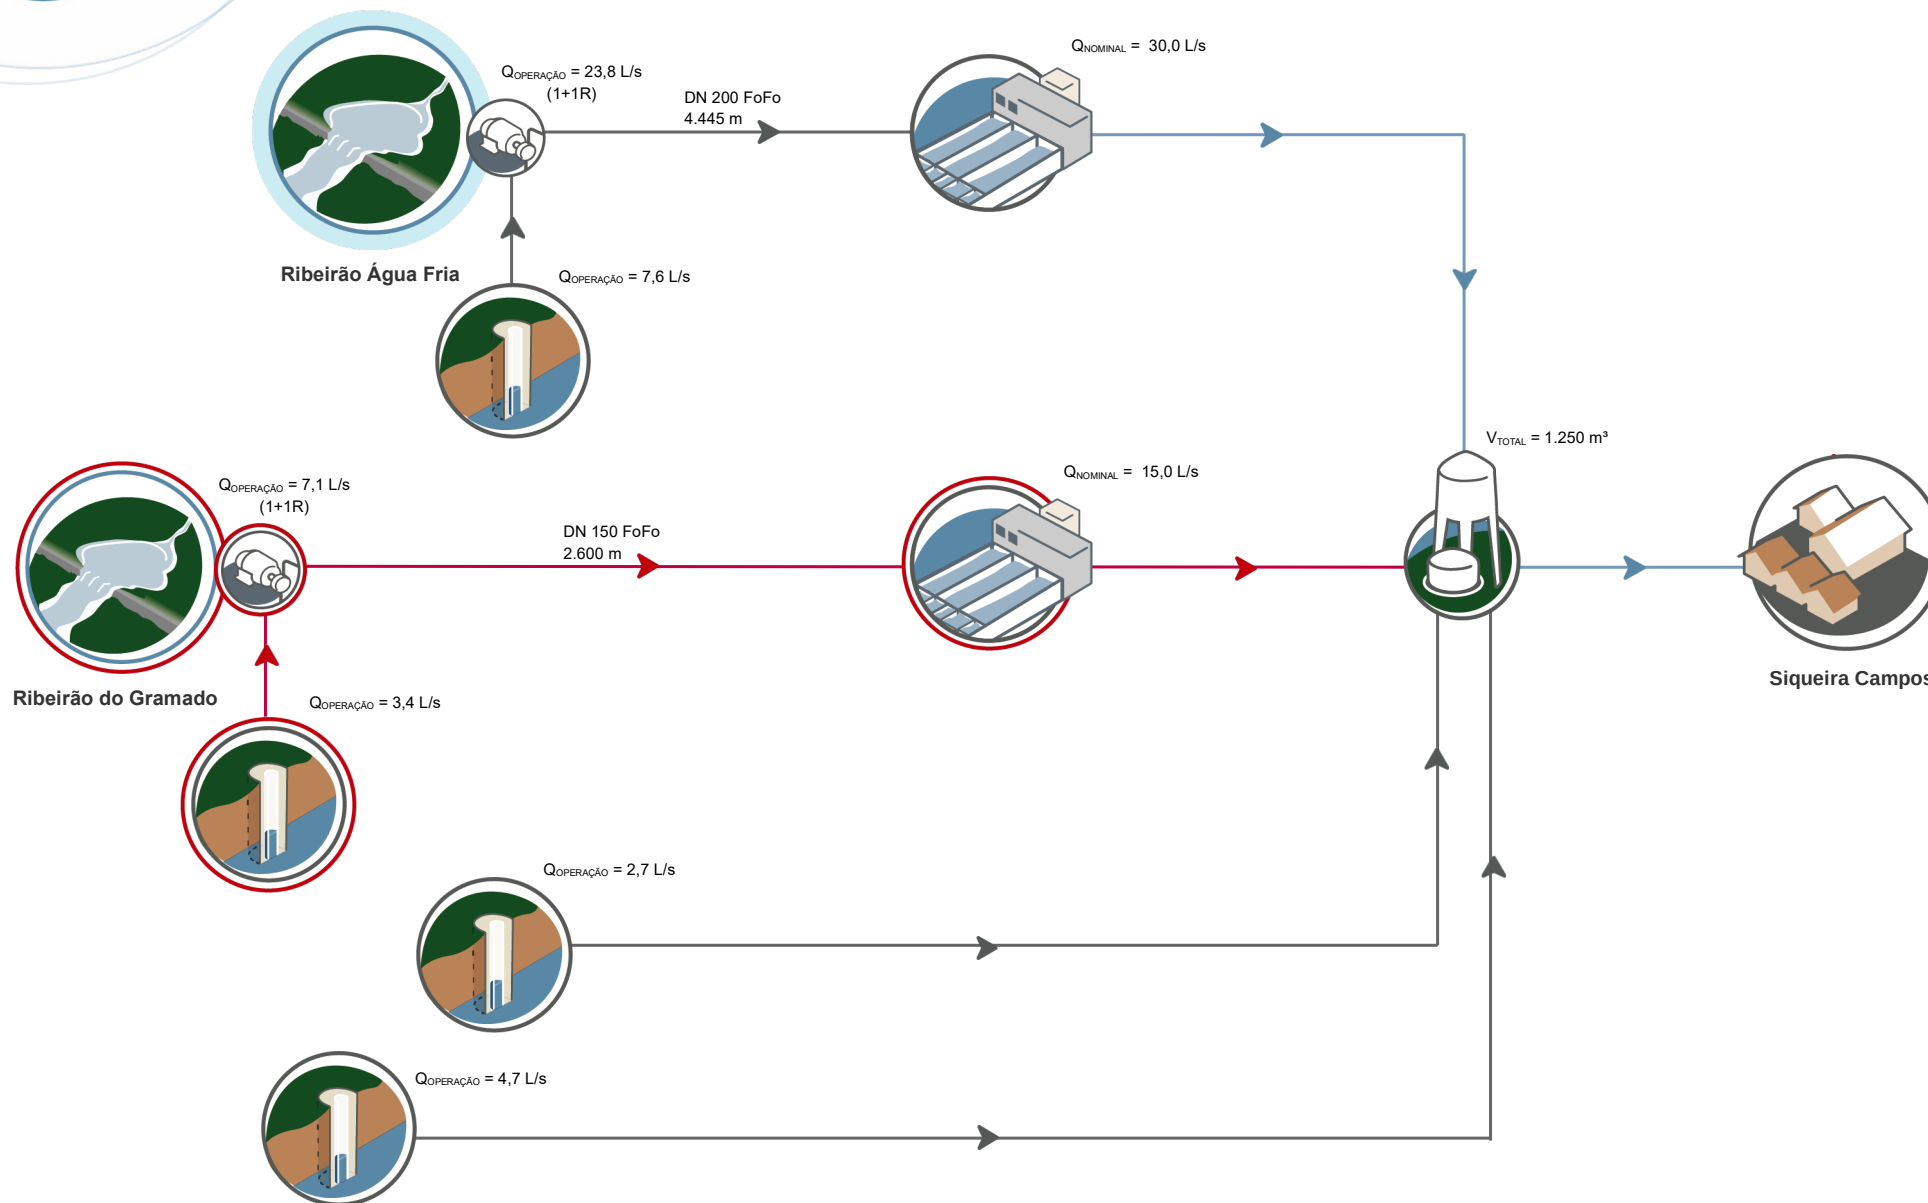 QOPERAÇÃO = 23,8 L/s
(1+1R)
DN 200 FoFo
4.445 m
QNOMINAL = 30,0 L/s
Ribeirão Água Fria
QOPERAÇÃO = 7,6 L/s
VTOTAL = 1.250 m³
QOPERAÇÃO = 7,1 L/s
(1+1R)
DN 150 FoFo
2.600 m
QNOMINAL = 15,0 L/s
Ribeirão do Gramado
Siqueira Campos
QOPERAÇÃO = 3,4 L/s
QOPERAÇÃO = 2,7 L/s
QOPERAÇÃO = 4,7 L/s